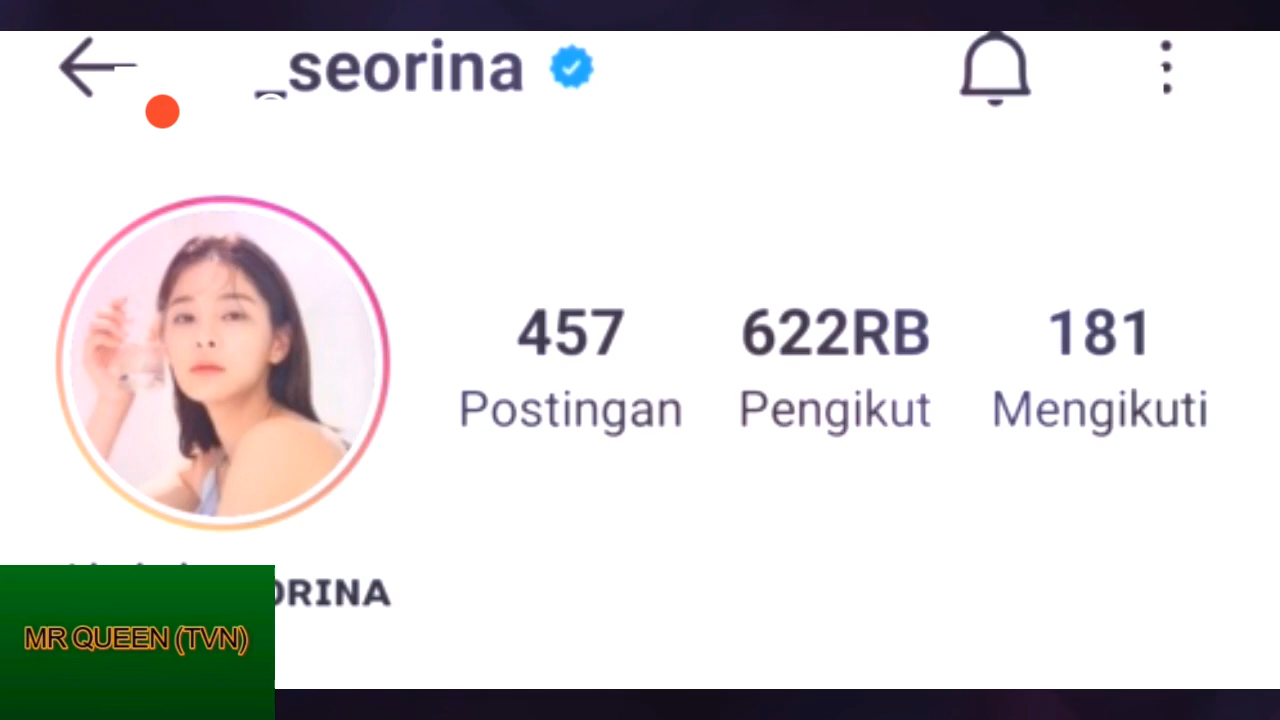 _seorina
457 622RB 181
Postingan Pengikut Mengikuti
ORINA
MR QUEEN (TVN)